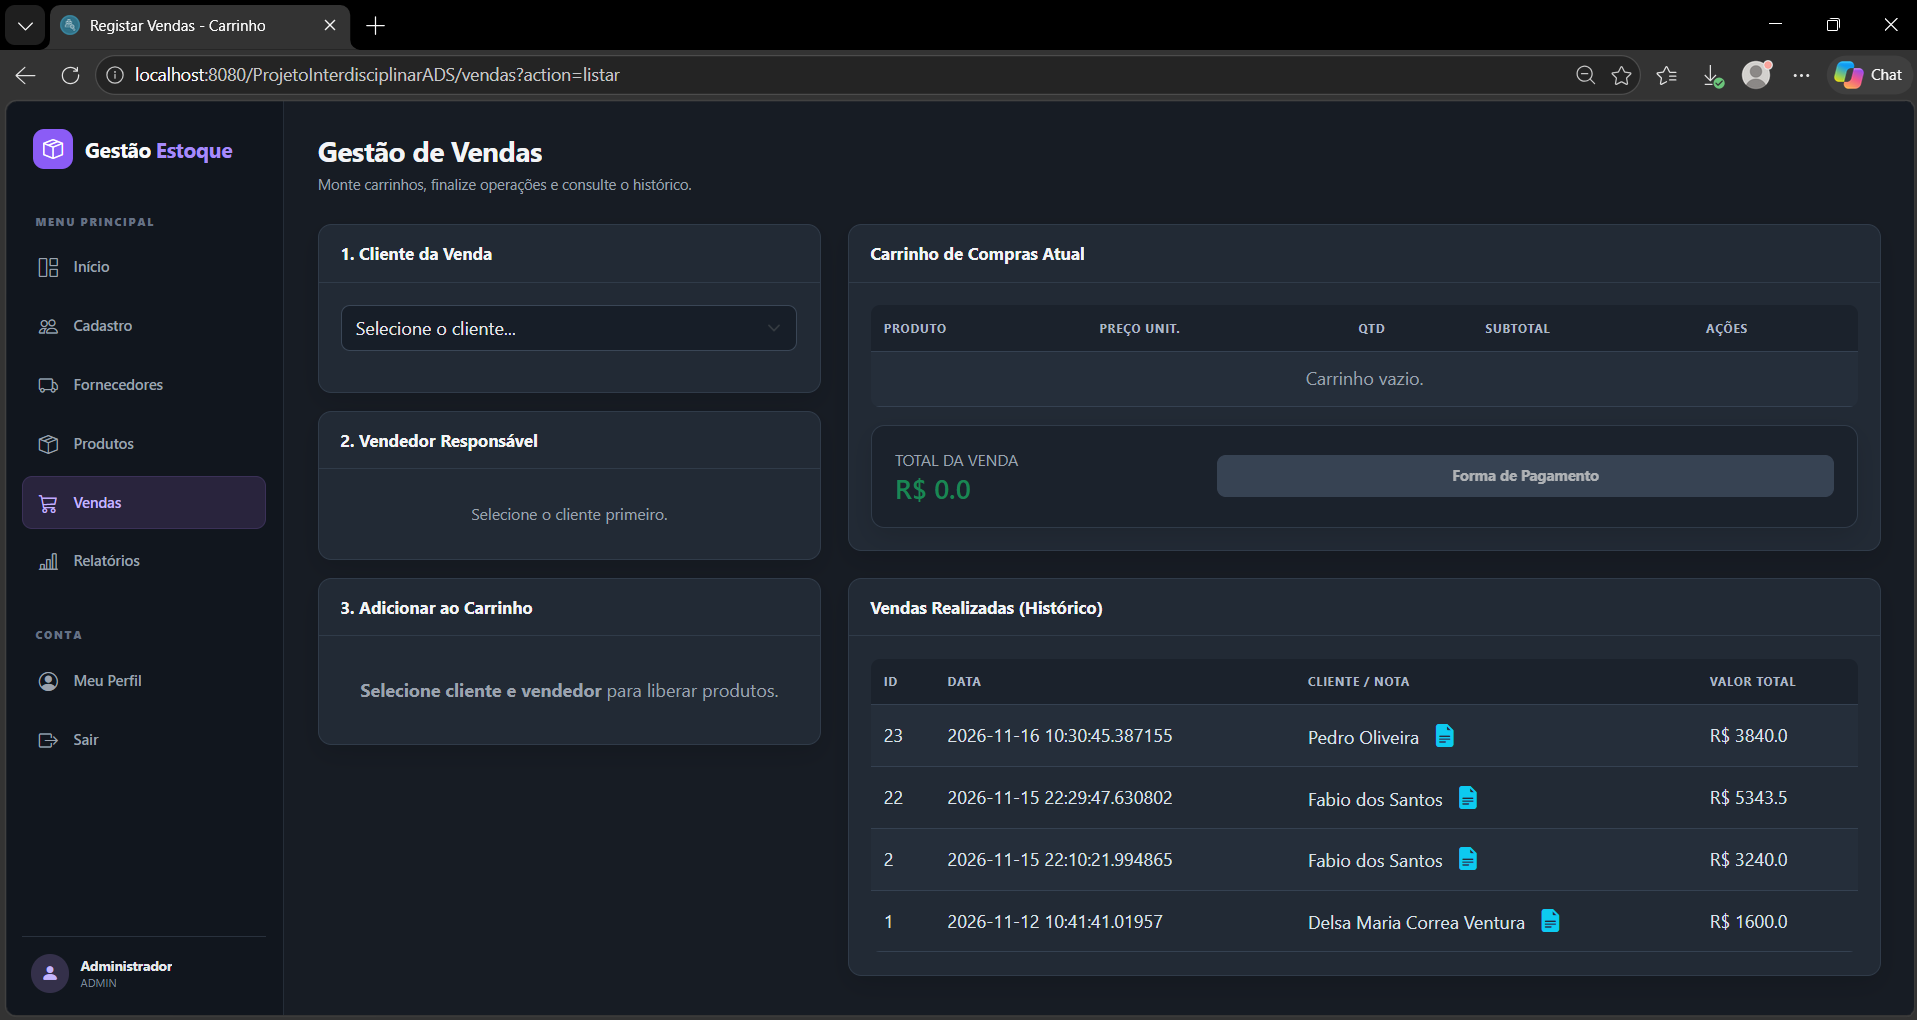 Registar Vendas - Carrinho
localhost:8080/ProjetoInterdisciplinarADS/vendas?action=listar
Chat
Gestão Estoque
MENU PRINCIPAL
Início
Cadastro
Fornecedores
Produtos
Vendas
Relatórios
CONTA
Meu Perfil
Sair
Administrador
ADMIN
Gestão de Vendas
Monte carrinhos, finalize operações e consulte o histórico.
1. Cliente da Venda
Selecione o cliente...
2. Vendedor Responsável
Selecione o cliente primeiro.
3. Adicionar ao Carrinho
Selecione cliente e vendedor para liberar produtos.
Carrinho de Compras Atual
PRODUTO PREÇO UNIT. QTD SUBTOTAL AÇÕES
Carrinho vazio.
TOTAL DA VENDA
R$ 0.0
Forma de Pagamento
Vendas Realizadas (Histórico)
ID DATA CLIENTE / NOTA VALOR TOTAL
23 2026-11-16 10:30:45.387155 Pedro Oliveira R$ 3840.0
22 2026-11-15 22:29:47.630802 Fabio dos Santos R$ 5343.5
2 2026-11-15 22:10:21.994865 Fabio dos Santos R$ 3240.0
1 2026-11-12 10:41:41.01957 Delsa Maria Correa Ventura R$ 1600.0